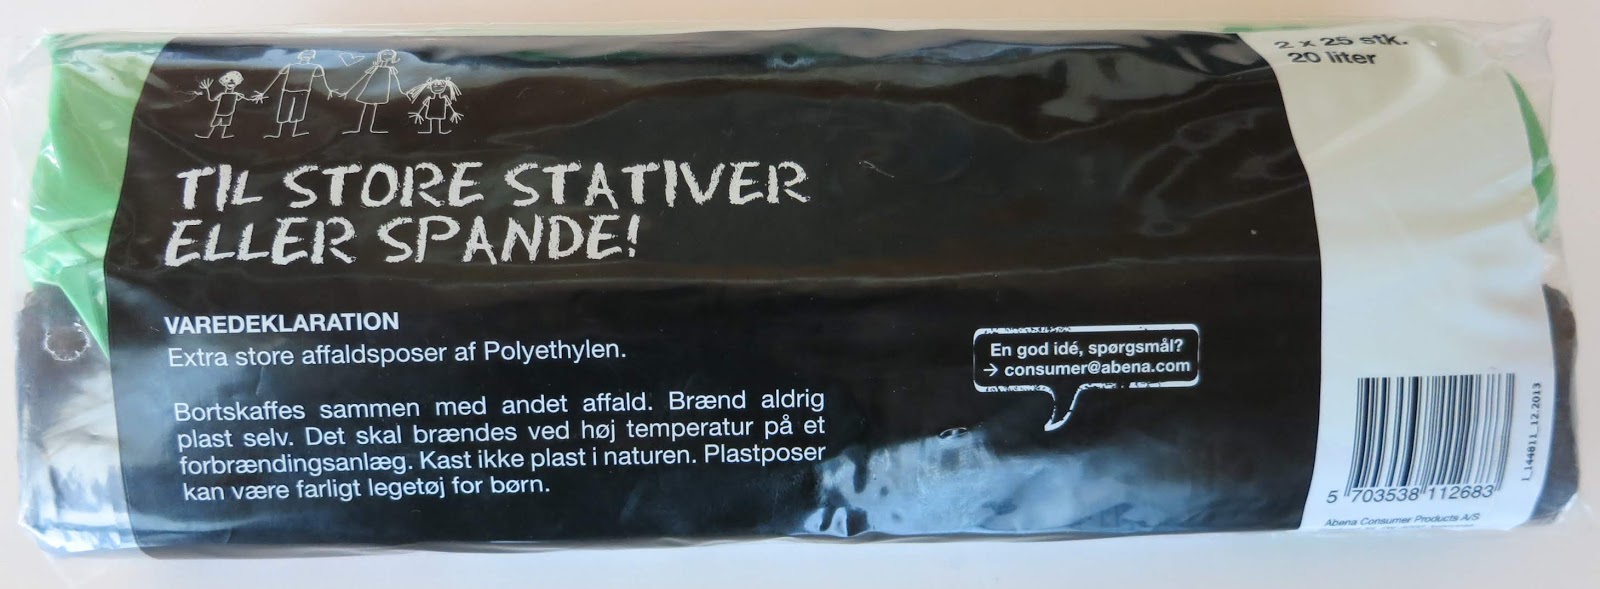 2 x 25 stk.
20 liter
TIL STORE STATIVER
ELLER SPANDE!
VAREDEKLARATION
Extra store affaldsposer af Polyethylen.
Bortskaffes sammen med andet affald. Brænd aldrig
plast selv. Det skal brændes ved høj temperatur på et
forbrændingsanlæg. Kast ikke plast i naturen. Plastposer
kan være farligt legetøj for børn.
En god idé, spørgsmål?
→ consumer@abena.com
5 703538 112683
1_144811_12.2013
Abena Consumer Products A/S